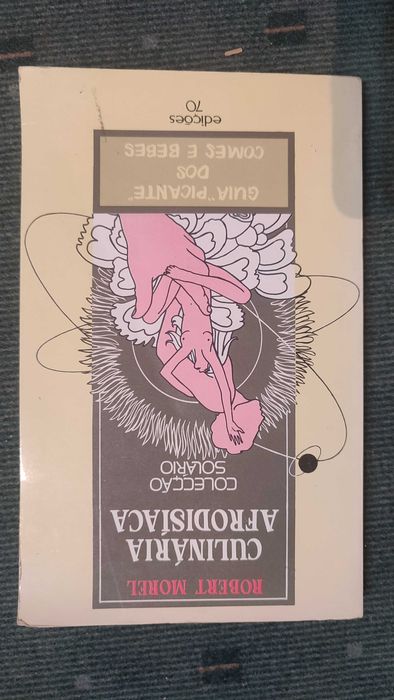 ROBERT MOREL
CULINÁRIA
AFRODISÍACA
COLECÇÃO
SOLÁRIO
GUIA "PICANTE"
DOS
COMES E BEBES
edições
70